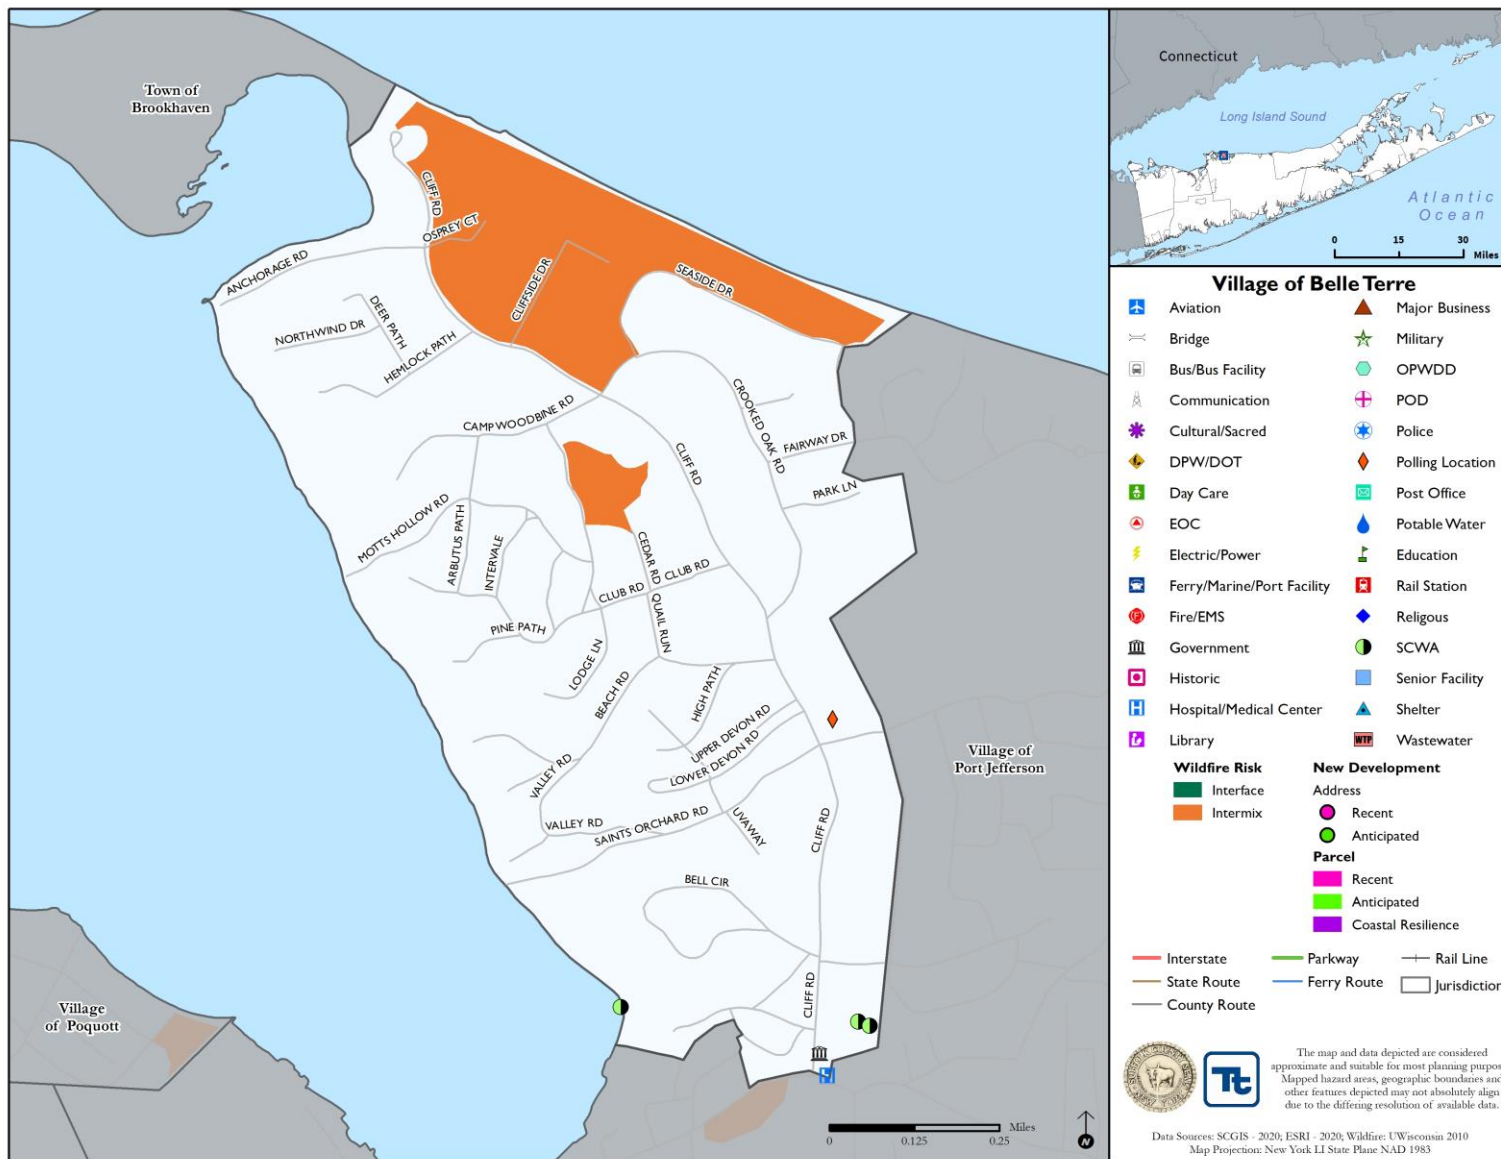 Town of
Brookhaven
CLIFF RD
OSPREY CT
ANCHORAGE RD
CLIFFSIDE DR
SEASIDE DR
DEER PATH
NORTHWIND DR
HEMLOCK PATH
CAMP WOODBINE RD
CROOKED OAK RD
FAIRWAY DR
CLIFF RD
PARK LN
MOTTS HOLLOW RD
ARBUTUS PATH
INTERVALE
CEDAR RD
CLUB RD
CLUB RD
QUAIL RUN
PINE PATH
LODGE LN
BEACH RD
HIGH PATH
UPPER DEVON RD
LOWER DEVON RD
VALLEY RD
VALLEY RD
SAINTS ORCHARD RD
UVAWAY
CLIFF RD
BELL CIR
CLIFF RD
Village of
Port Jefferson
Village
of Poquott
Miles
0 0.125 0.25
N
Connecticut
Long Island Sound
Atlantic
Ocean
0 15 30
Miles
Village of Belle Terre
Aviation
Bridge
Bus/Bus Facility
Communication
Cultural/Sacred
DPW/DOT
Day Care
EOC
Electric/Power
Ferry/Marine/Port Facility
Fire/EMS
Government
Historic
Hospital/Medical Center
Library
Major Business
Military
OPWDD
POD
Police
Polling Location
Post Office
Potable Water
Education
Rail Station
Religous
SCWA
Senior Facility
Shelter
WTP Wastewater
Wildfire Risk
Interface
Intermix
New Development
Address
Recent
Anticipated
Parcel
Recent
Anticipated
Coastal Resilience
Interstate
State Route
County Route
Parkway
Ferry Route
Rail Line
Jurisdiction
Tt
The map and data depicted are considered
approximate and suitable for most planning purpos
Mapped hazard areas, geographic boundaries and
other features depicted may not absolutely align
due to the differing resolution of available data.
Data Sources: SCGIS - 2020; ESRI - 2020; Wildfire: UWisconsin 2010
Map Projection: New York LI State Plane NAD 1983